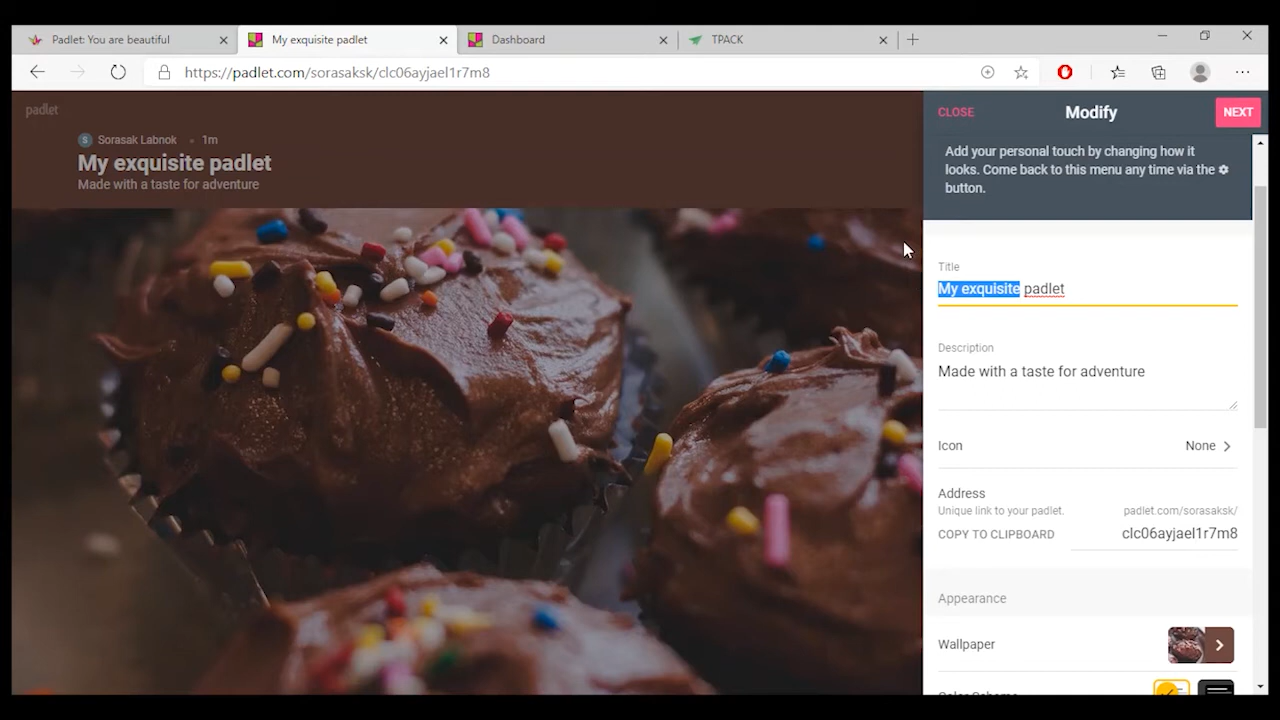 Padlet: You are beautiful
My exquisite padlet
Dashboard
TPACK
https://padlet.com/sorasaksk/clc06ayjael1r7m8
padlet
S Sorasak Labnok • 1m
My exquisite padlet
Made with a taste for adventure
CLOSE
Modify
NEXT
Add your personal touch by changing how it
looks. Come back to this menu any time via the
button.
Title
My exquisite padlet
Description
Made with a taste for adventure
Icon
None
Address
Unique link to your padlet.
padlet.com/sorasaksk/
COPY TO CLIPBOARD
clc06ayjael1r7m8
Appearance
Wallpaper